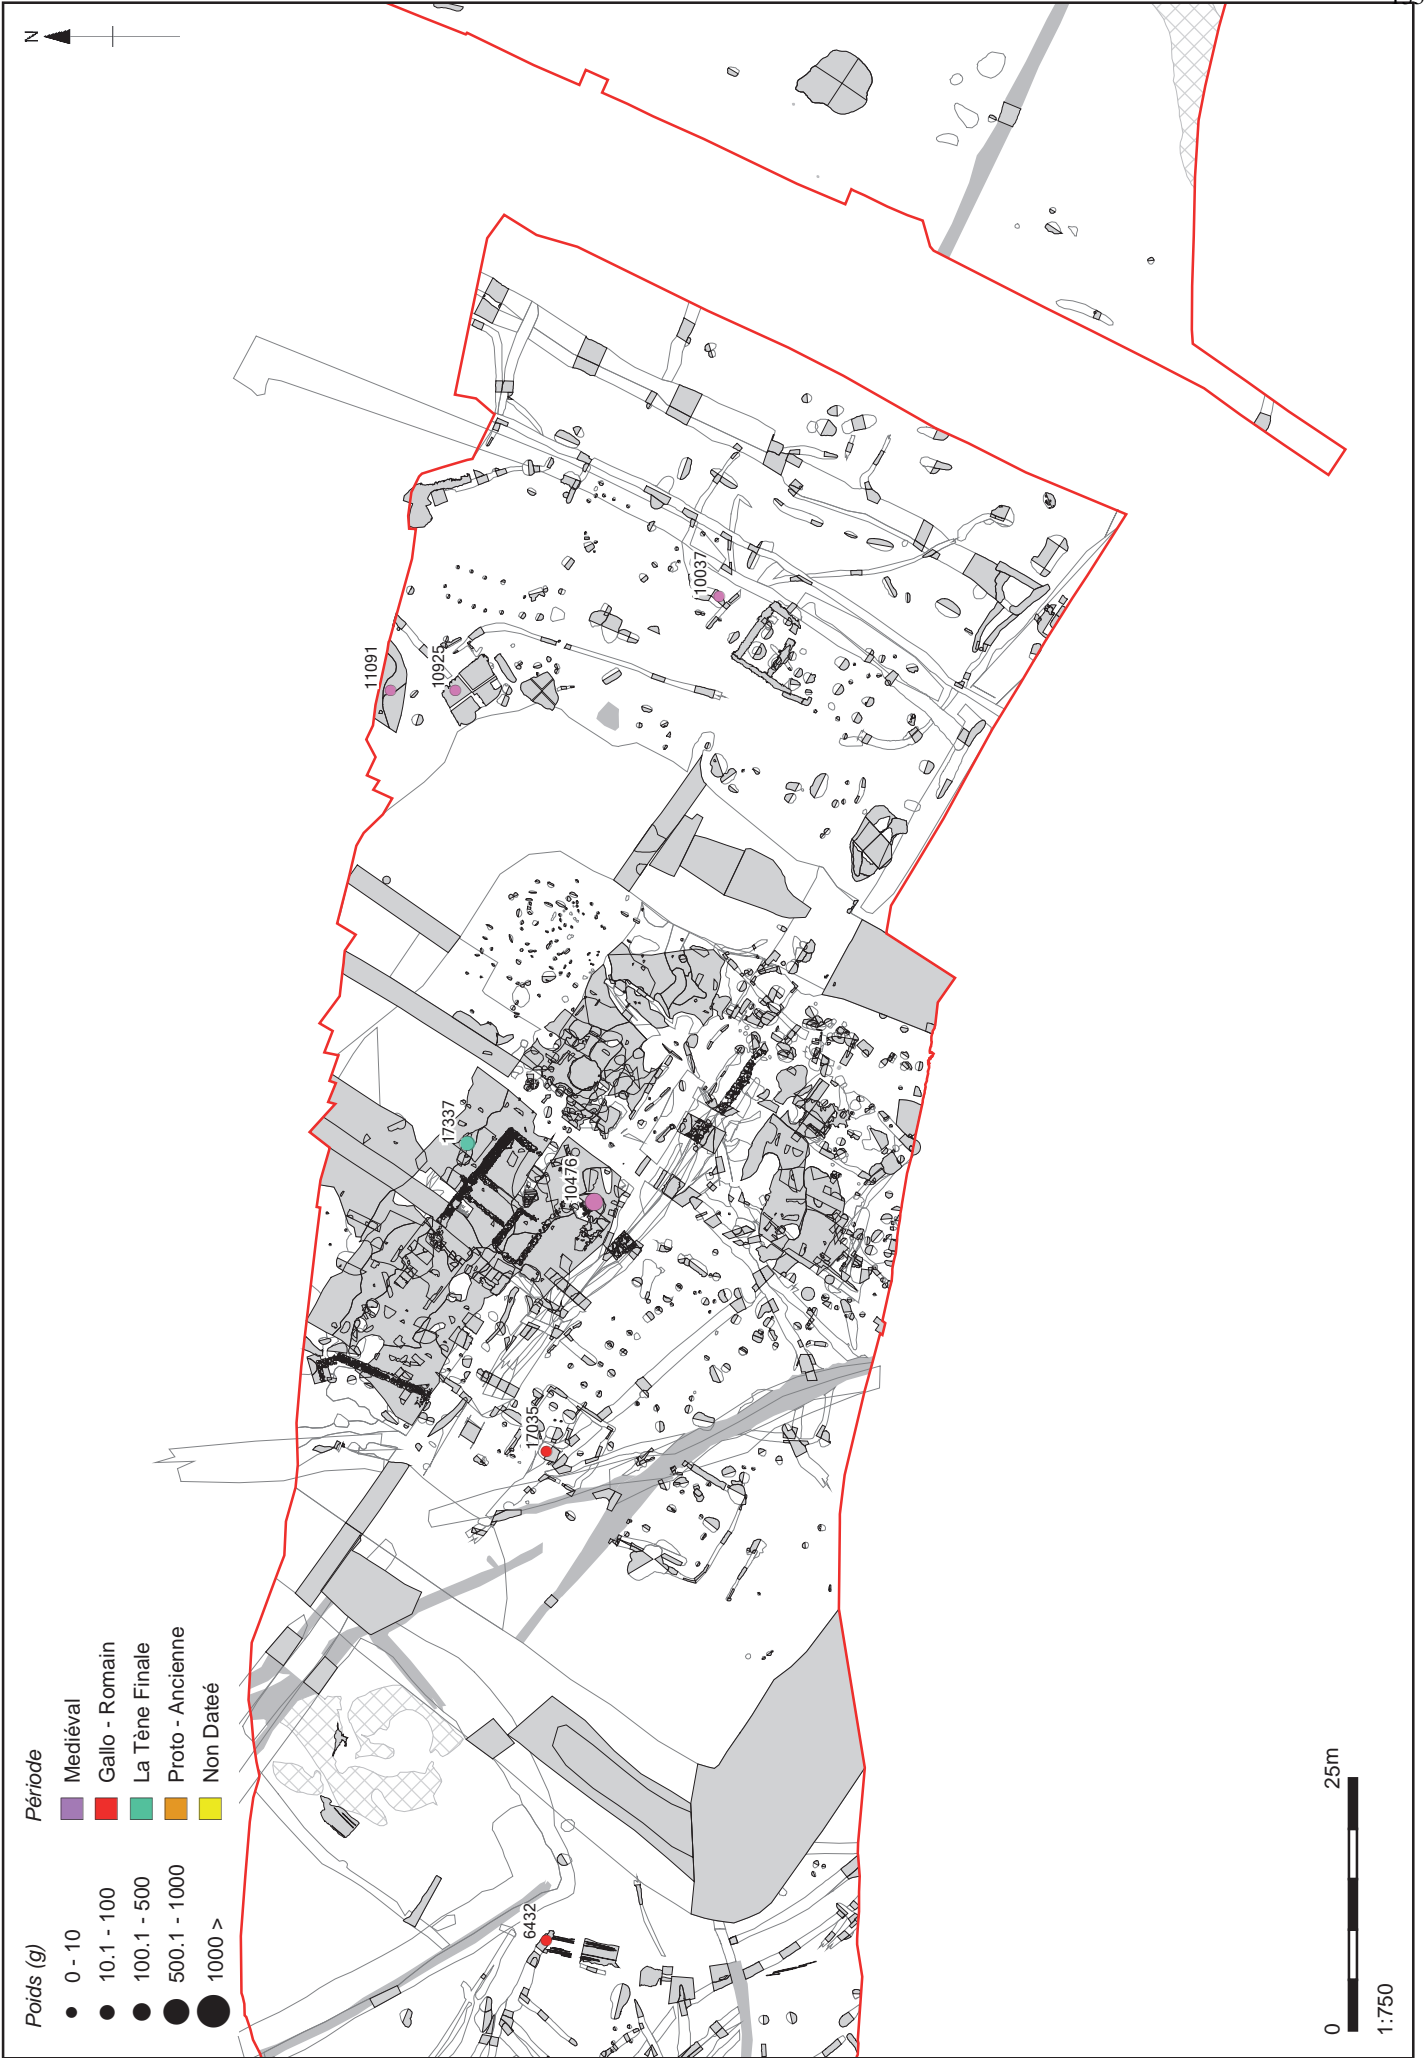 N
Poids (g)
0 - 10
10.1 - 100
100.1 - 500
500.1 - 1000
1000 >
Période
Mediéval
Gallo - Romain
La Tène Finale
Proto - Ancienne
Non Dateé
11091
10925
10037
17337
10476
17035
6432
0
25m
1:750